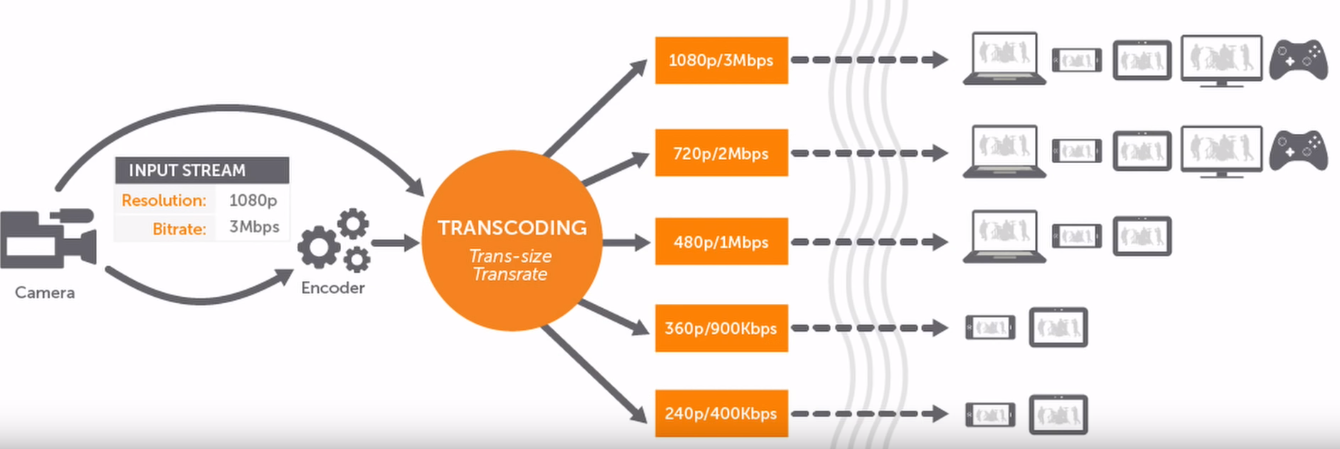 INPUT STREAM
Resolution: 1080p
Bitrate: 3Mbps
Camera
Encoder
TRANSCODING
Trans-size
Transrate
1080p/3Mbps
720p/2Mbps
480p/1Mbps
360p/900Kbps
240p/400Kbps